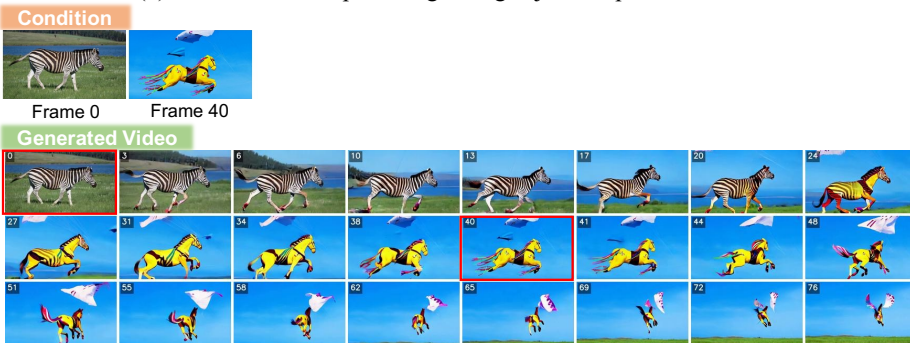 Condition
Frame 0 Frame 40
Generated Video
0 3 6 10 13 17 20 24
27 31 34 38 40 41 44 48
51 55 58 62 65 69 72 76